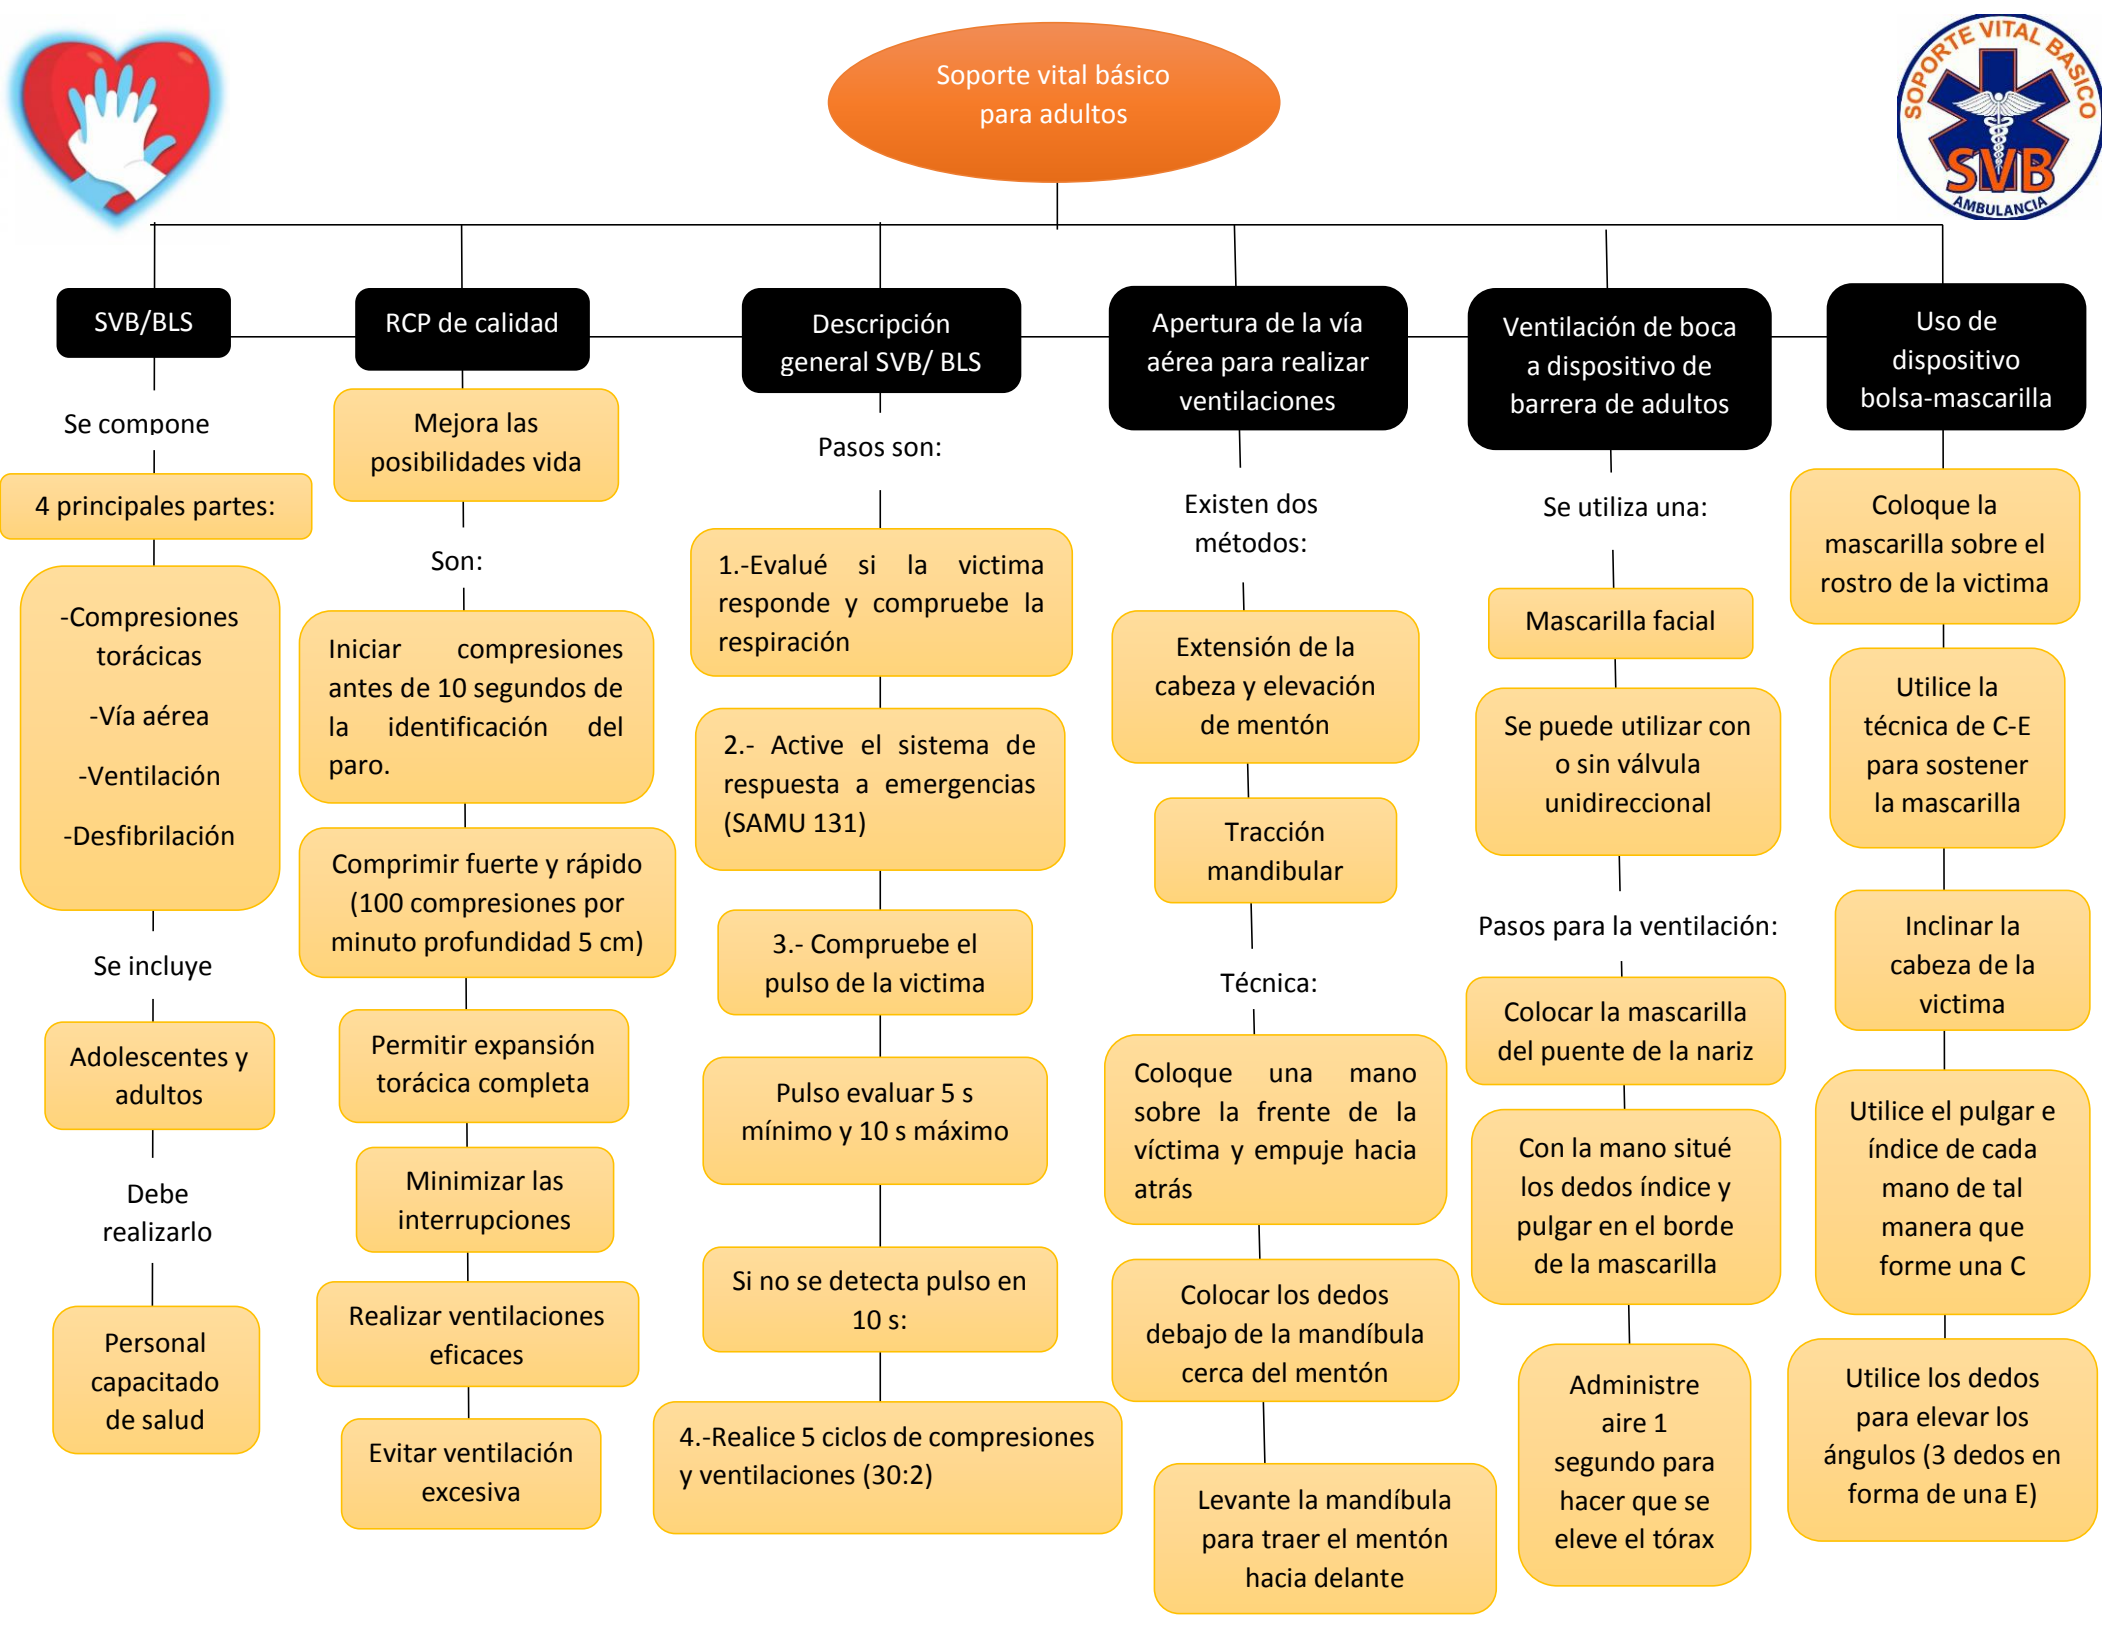 Soporte vital básico
para adultos
SOPORTE VITAL BASICO
SVB
AMBULANCIA
SVB/BLS
Se compone
4 principales partes:
-Compresiones
torácicas
-Vía aérea
-Ventilación
-Desfibrilación
Se incluye
Adolescentes y
adultos
Debe
realizarlo
Personal
capacitado
de salud
RCP de calidad
Mejora las
posibilidades vida
Son:
Iniciar compresiones
antes de 10 segundos de
la identificación del
paro.
Comprimir fuerte y rápido
(100 compresiones por
minuto profundidad 5 cm)
Permitir expansión
torácica completa
Minimizar las
interrupciones
Realizar ventilaciones
eficaces
Evitar ventilación
excesiva
Descripción
general SVB/ BLS
Pasos son:
1.-Evalué si la victima
responde y compruebe la
respiración
2.- Active el sistema de
respuesta a emergencias
(SAMU 131)
3.- Compruebe el
pulso de la victima
Pulso evaluar 5 s
mínimo y 10 s máximo
Si no se detecta pulso en
10 s:
4.-Realice 5 ciclos de compresiones
y ventilaciones (30:2)
Apertura de la vía
aérea para realizar
ventilaciones
Existen dos
métodos:
Extensión de la
cabeza y elevación
de mentón
Tracción
mandibular
Técnica:
Coloque una mano
sobre la frente de la
víctima y empuje hacia
atrás
Colocar los dedos
debajo de la mandíbula
cerca del mentón
Levante la mandíbula
para traer el mentón
hacia delante
Ventilación de boca
a dispositivo de
barrera de adultos
Se utiliza una:
Mascarilla facial
Se puede utilizar con
o sin válvula
unidireccional
Pasos para la ventilación:
Colocar la mascarilla
del puente de la nariz
Con la mano situé
los dedos índice y
pulgar en el borde
de la mascarilla
Administre
aire 1
segundo para
hacer que se
eleve el tórax
Uso de
dispositivo
bolsa-mascarilla
Coloque la
mascarilla sobre el
rostro de la victima
Utilice la
técnica de C-E
para sostener
la mascarilla
Inclinar la
cabeza de la
victima
Utilice el pulgar e
índice de cada
mano de tal
manera que
forme una C
Utilice los dedos
para elevar los
ángulos (3 dedos en
forma de una E)